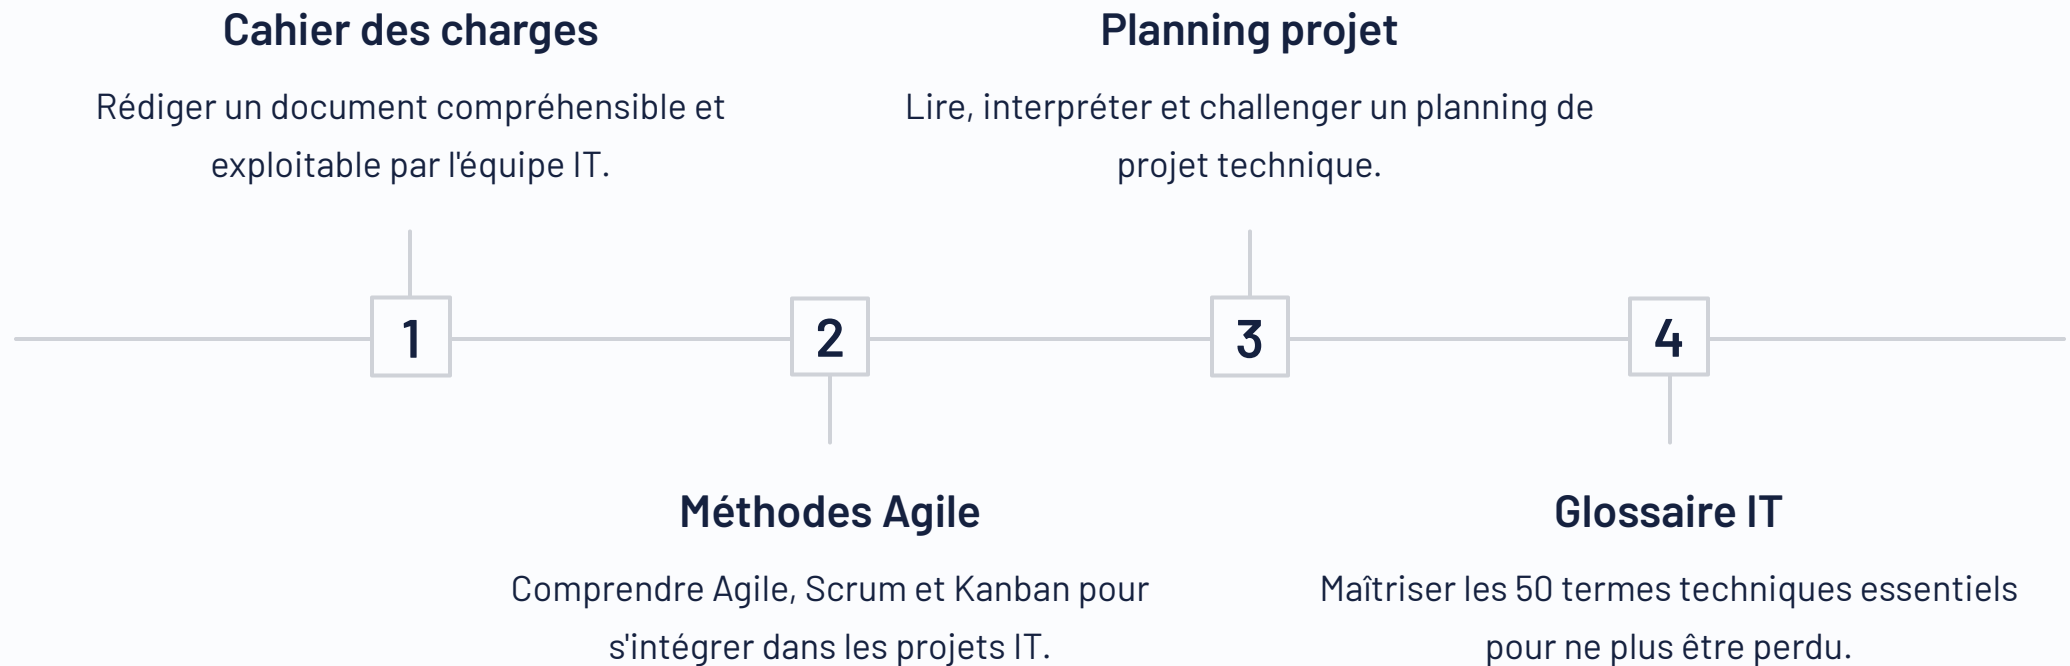 Cahier des charges
Rédiger un document compréhensible et
exploitable par l'équipe IT.
Planning projet
Lire, interpréter et challenger un planning de
projet technique.
1
2
3
4
Méthodes Agile
Comprendre Agile, Scrum et Kanban pour
s'intégrer dans les projets IT.
Glossaire IT
Maîtriser les 50 termes techniques essentiels
pour ne plus être perdu.